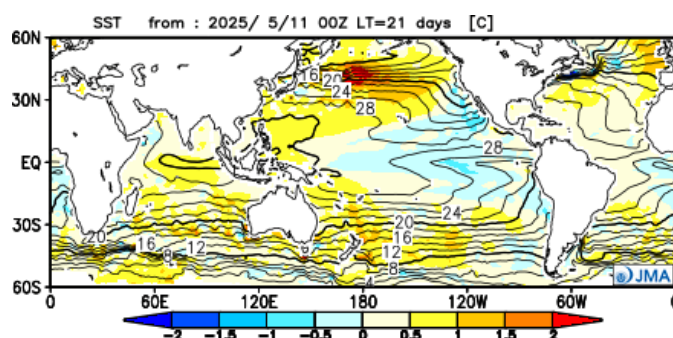 SST from : 2025/ 5/11 00Z LT=21 days [C]
60N
30N
EQ
30S
60S
16
20
24
28
28
24
20
16
12
8
4
20
16
12
8
JMA
0 60E 120E 180 120W 60W 0
-2 -1.5 -1 -0.5 0 0.5 1 1.5 2